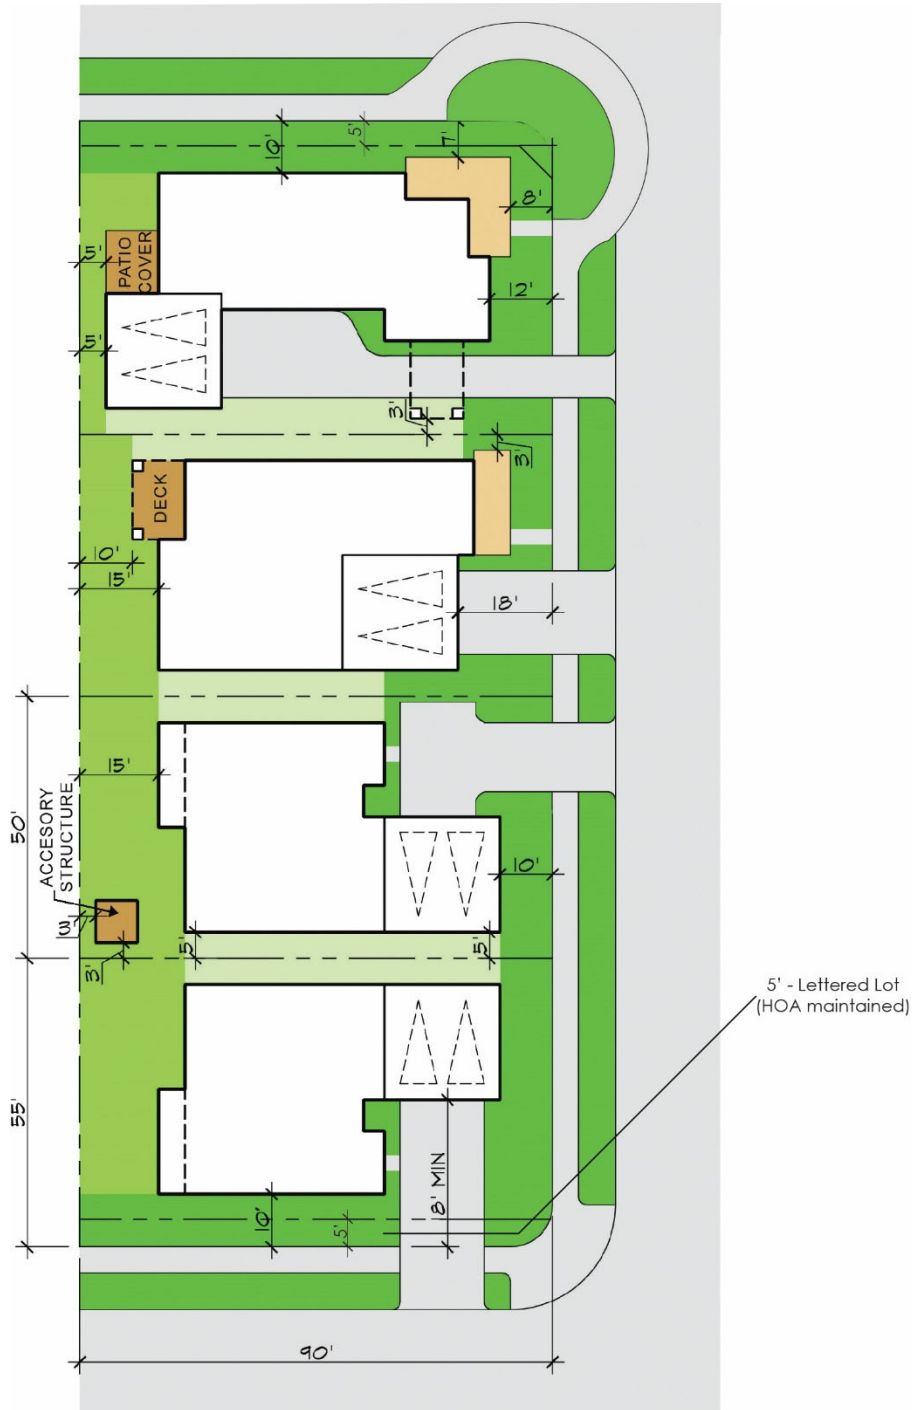 10'
5'
7'
8'
5'
PATIO
COVER
12'
5'
3'
3'
DECK
10'
15'
18'
15'
50'
ACCESORY
STRUCTURE
10'
3'
3'
5'
5'
5' - Lettered Lot
(HOA maintained)
55'
8' MIN
10'
5'
90'